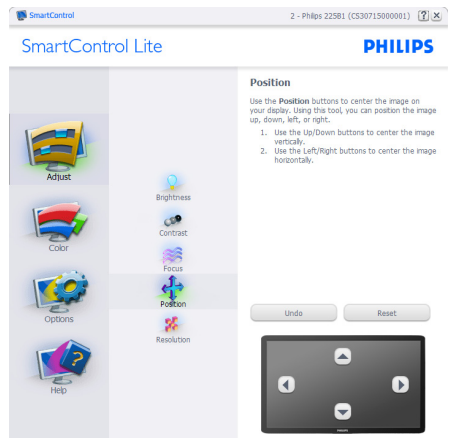 SmartControl
2 - Philips 225B1 (CS30715000001)
?
SmartControl Lite
PHILIPS
Adjust
Color
Options
Help
Brightness
Contrast
Focus
Position
Resolution
Position
Use the Position buttons to center the image on
your display. Using this tool, you can position the image
up, down, left, or right.
1. Use the Up/Down buttons to center the image
vertically.
2. Use the Left/Right buttons to center the image
horizontally.
Undo
Reset
PHILIPS